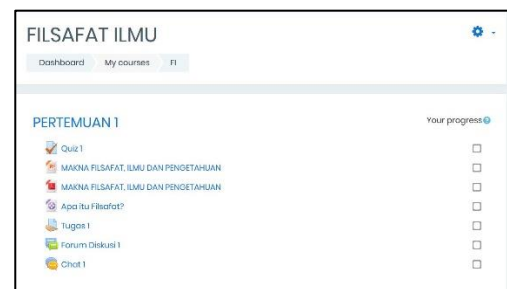 FILSAFAT ILMU
Dashboard My courses FI
PERTEMUAN 1
Your progress
Quiz 1
MAKNA FILSAFAT, ILMU DAN PENGETAHUAN
MAKNA FILSAFAT, ILMU DAN PENGETAHUAN
Apa itu Filsafat?
Tugas 1
Forum Diskusi 1
Chat 1